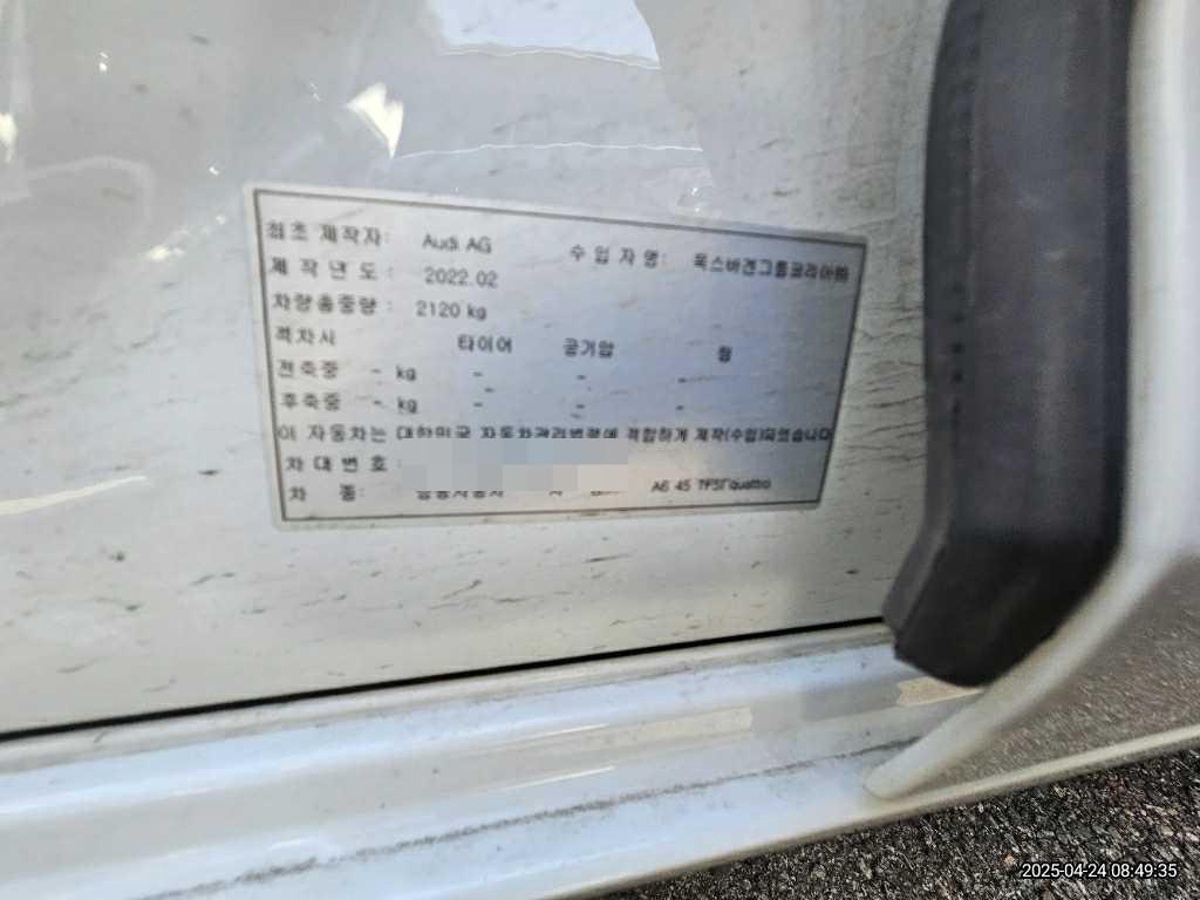 최초 제작자: Audi AG 수입자명: 폭스바겐그룹코리아㈜
제작년도: 2022.02
차량총중량: 2120 kg
적차시 타이어 공기압 림
전축중 - kg - - -
후축중 - kg - - -
이 자동차는 대한민국 자동차관리법령에 적합하게 제작(수입)되었습니다
차대번호:
차 종: A6 45 TFSI quattro
2025-04-24 08:49:35